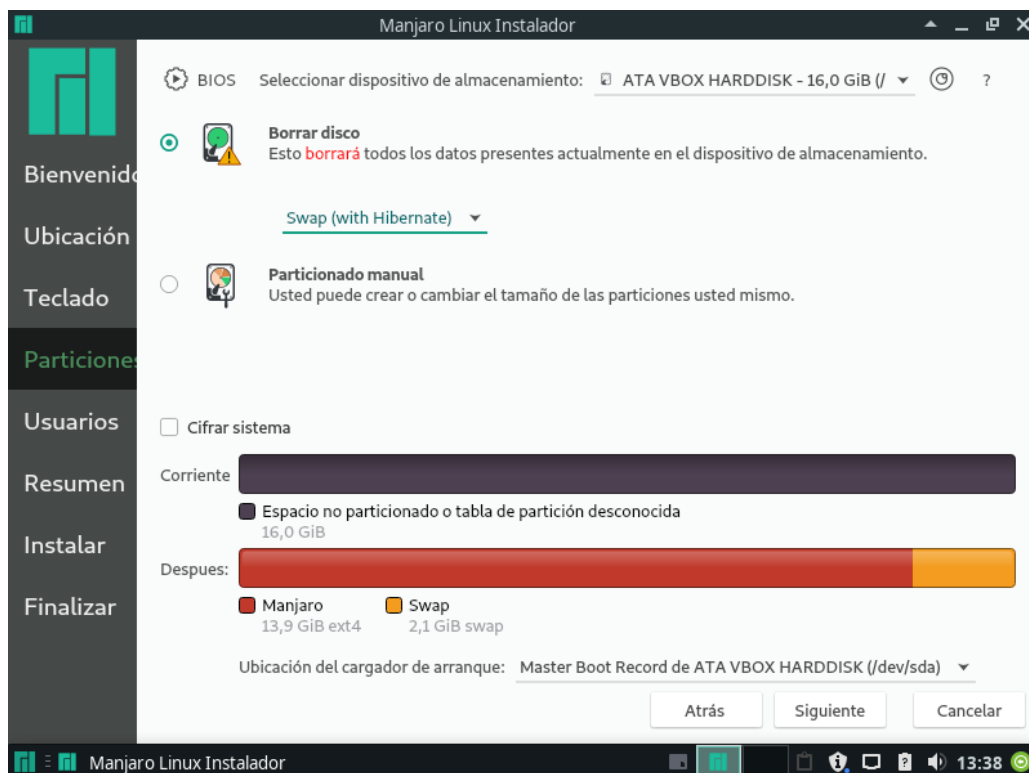 Manjaro Linux Instalador
BIOS Seleccionar dispositivo de almacenamiento: ATA VBOX HARDDISK - 16,0 GiB (/ ?
Borrar disco
Esto borrará todos los datos presentes actualmente en el dispositivo de almacenamiento.
Swap (with Hibernate)
Particionado manual
Usted puede crear o cambiar el tamaño de las particiones usted mismo.
Bienvenido
Ubicación
Teclado
Particiones
Usuarios
Resumen
Instalar
Finalizar
Cifrar sistema
Corriente
Espacio no particionado o tabla de partición desconocida
16,0 GiB
Despues:
Manjaro Swap
13,9 GiB ext4 2,1 GiB swap
Ubicación del cargador de arranque: Master Boot Record de ATA VBOX HARDDISK (/dev/sda)
Atrás Siguiente Cancelar
Manjaro Linux Instalador 13:38